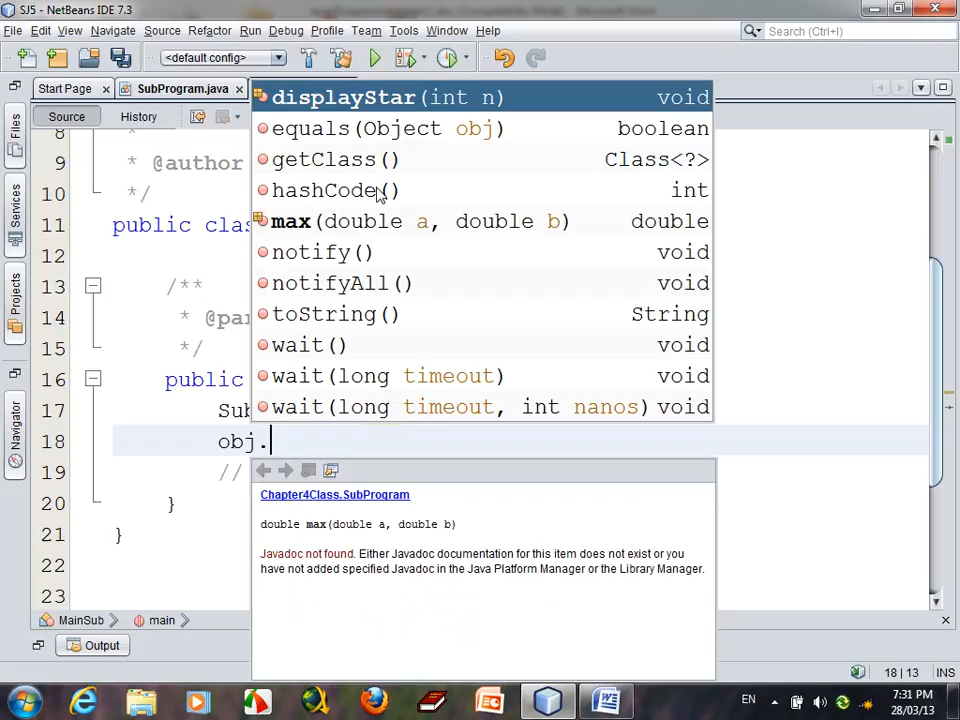 SJ5 - NetBeans IDE 7.3
File Edit View Navigate Source Refactor Run Debug Profile Team Tools Window Help
Search (Ctrl+I)
<default config>
Start Page
SubProgram.java
Source History
Files
Services
Projects
Navigator
8 *
9 * @author
10 */
11 public clas
12
13 /**
14 * @par
15 */
16 public
17 Sub
18 obj.
19 //
20 }
21 }
22
23
displayStar(int n) void
equals(Object obj) boolean
getClass() Class<?>
hashCode() int
max(double a, double b) double
notify() void
notifyAll() void
toString() String
wait() void
wait(long timeout) void
wait(long timeout, int nanos) void
Chapter4Class.SubProgram
double max(double a, double b)
Javadoc not found. Either Javadoc documentation for this item does not exist or you
have not added specified Javadoc in the Java Platform Manager or the Library Manager.
MainSub main
Output
18 | 13 INS
EN
7:31 PM
28/03/13